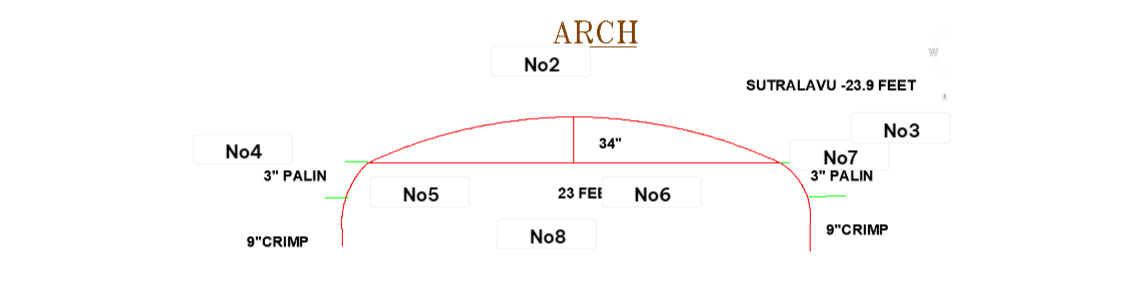 ARCH
No2
W
SUTRALAVU -23.9 FEET
No3
34"
No4
No7
3" PALIN
3" PALIN
No5
23 FEE
No6
9"CRIMP
No8
9"CRIMP